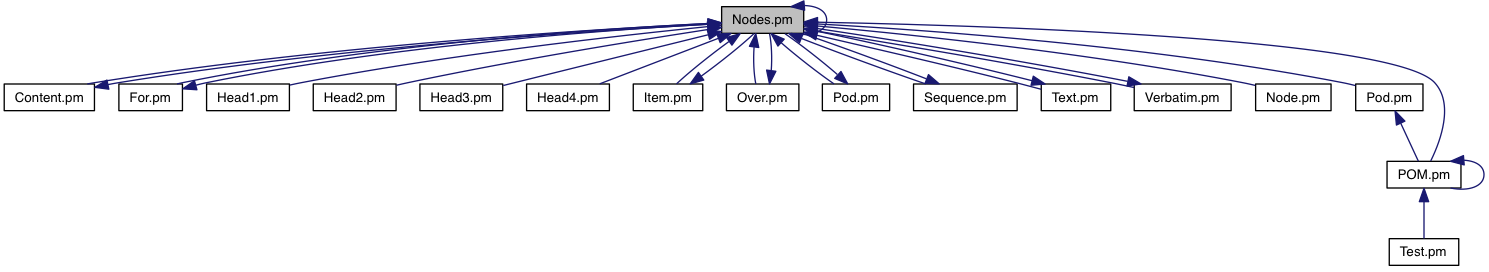 Nodes.pm
Content.pm
For.pm
Head1.pm
Head2.pm
Head3.pm
Head4.pm
Item.pm
Over.pm
Pod.pm
Sequence.pm
Text.pm
Verbatim.pm
Node.pm
Pod.pm
POM.pm
Test.pm